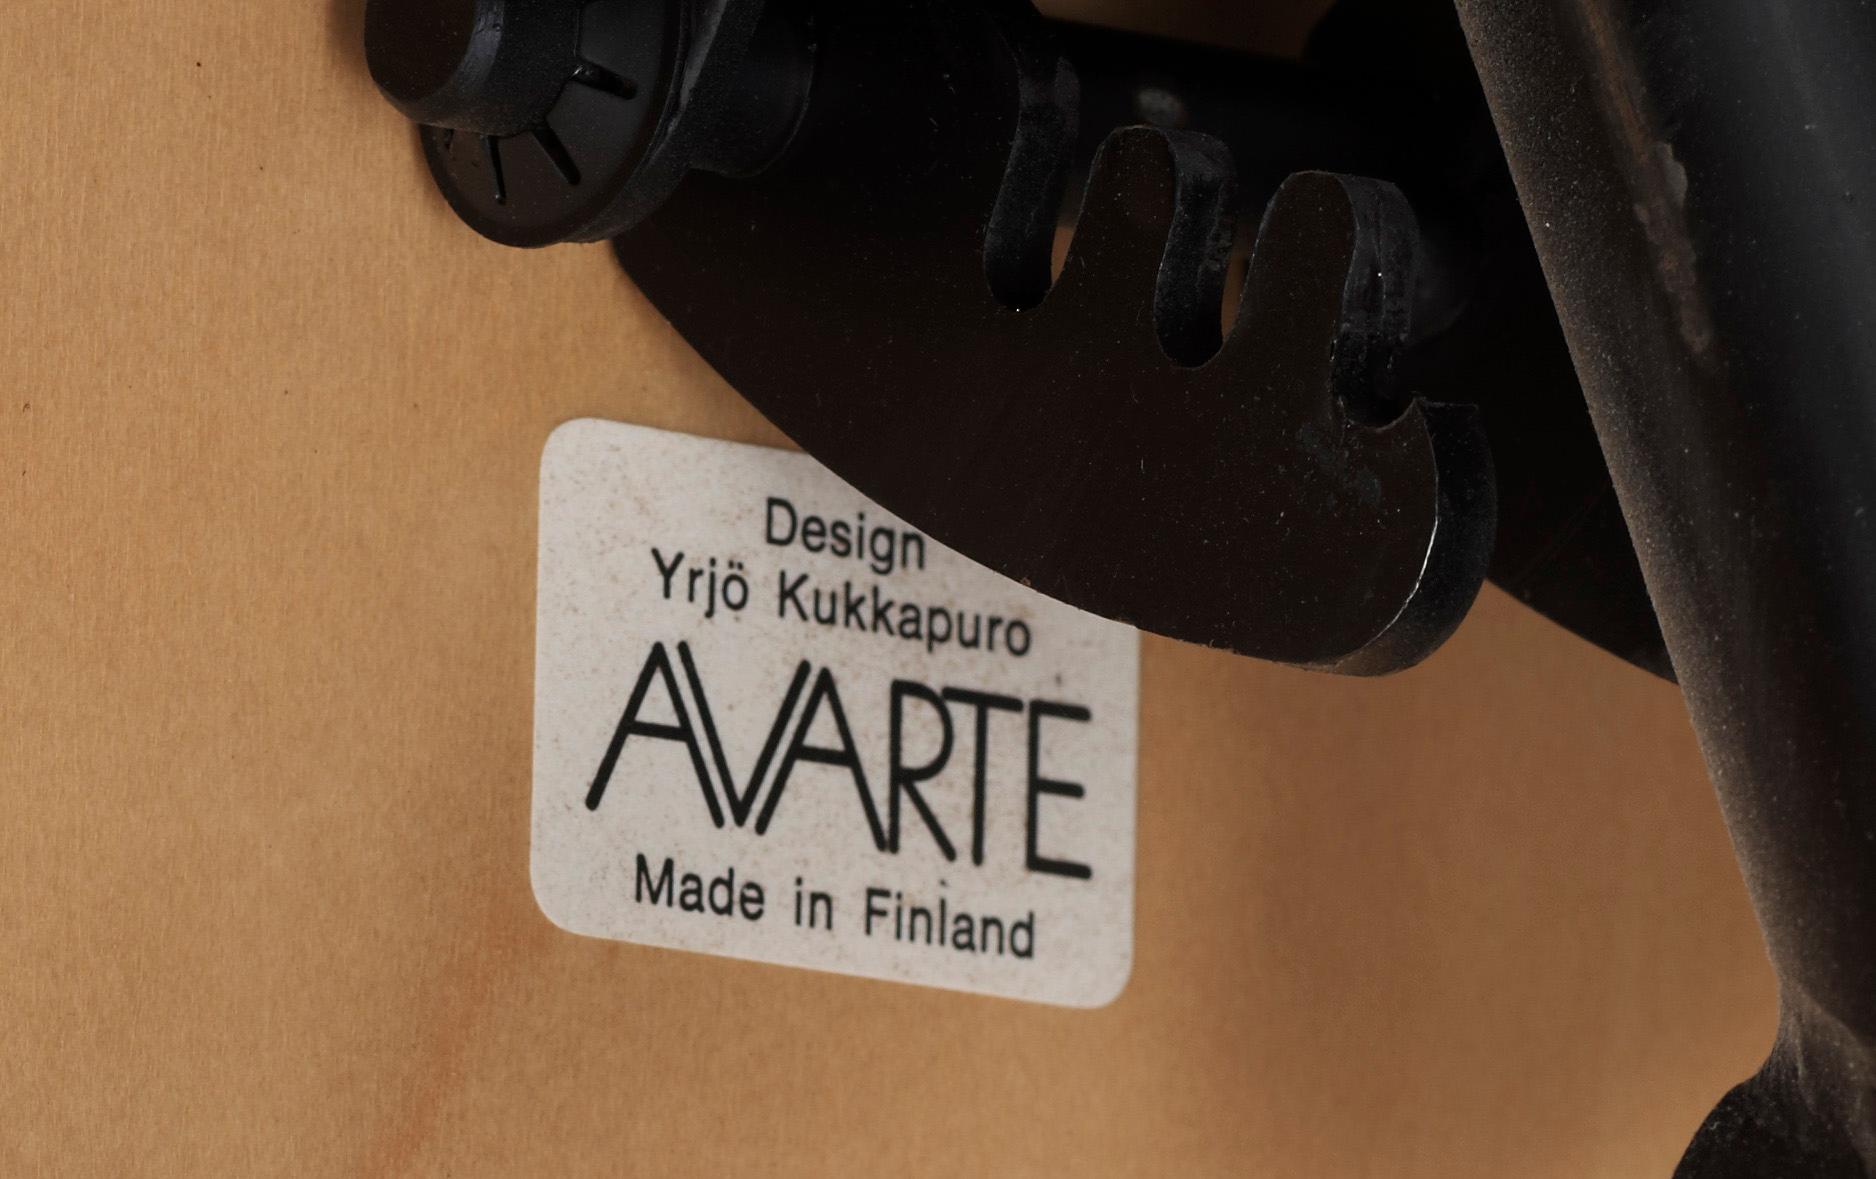 Design
Yrjö Kukkapuro
AVARTE
Made in Finland